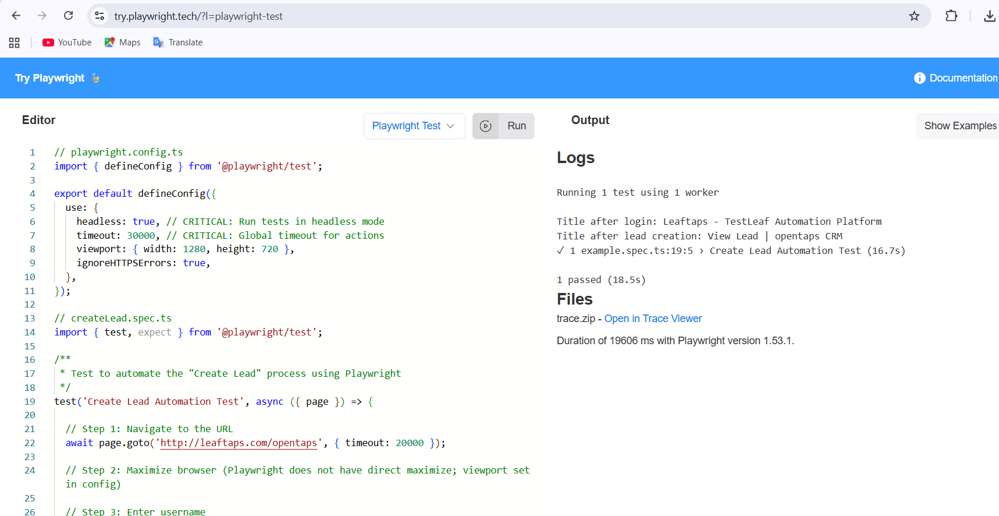 try.playwright.tech/?l=playwright-test
YouTube
Maps
Translate
Try Playwright
Documentation
Editor
Playwright Test
Run
1 // playwright.config.ts
2 import { defineConfig } from '@playwright/test';
3
4 export default defineConfig({
5 use: {
6 headless: true, // CRITICAL: Run tests in headless mode
7 timeout: 30000, // CRITICAL: Global timeout for actions
8 viewport: { width: 1280, height: 720 },
9 ignoreHTTPSErrors: true,
10 },
11 });
12
13 // createLead.spec.ts
14 import { test, expect } from '@playwright/test';
15
16 /**
17 * Test to automate the "Create Lead" process using Playwright
18 */
19 test('Create Lead Automation Test', async ({ page }) => {
20
21 // Step 1: Navigate to the URL
22 await page.goto('http://leaftaps.com/opentaps', { timeout: 20000 });
23
24 // Step 2: Maximize browser (Playwright does not have direct maximize; viewport set
in config)
25
26 // Step 3: Enter username
Output
Show Examples
Logs
Running 1 test using 1 worker
Title after login: Leaftaps - TestLeaf Automation Platform
Title after lead creation: View Lead | opentaps CRM
✓ 1 example.spec.ts:19:5 › Create Lead Automation Test (16.7s)
1 passed (18.5s)
Files
trace.zip - Open in Trace Viewer
Duration of 19606 ms with Playwright version 1.53.1.